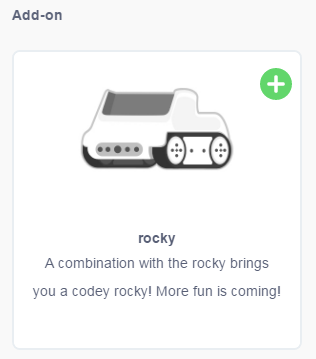 Add-on
rocky
A combination with the rocky brings
you a codey rocky! More fun is coming!